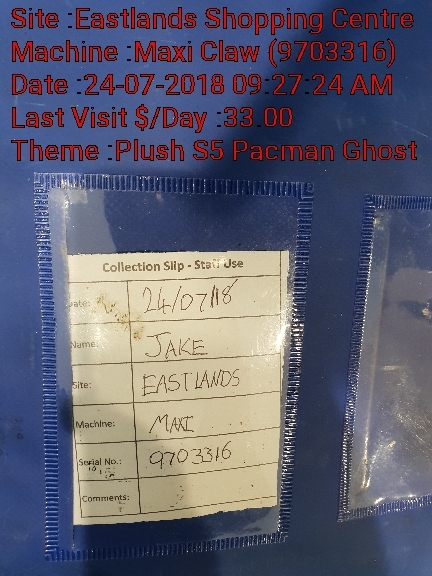 Site :Eastlands Shopping Centre
Machine :Maxi Claw (9703316)
Date :24-07-2018 09:27:24 AM
Last Visit $/Day :33.00
Theme :Plush S5 Pacman Ghost
Collection Slip - Staff Use
Date: 24/07/18
Name: JAKE
Site: EASTLANDS
Machine: MAXI
Serial No.: 9703316
Comments: